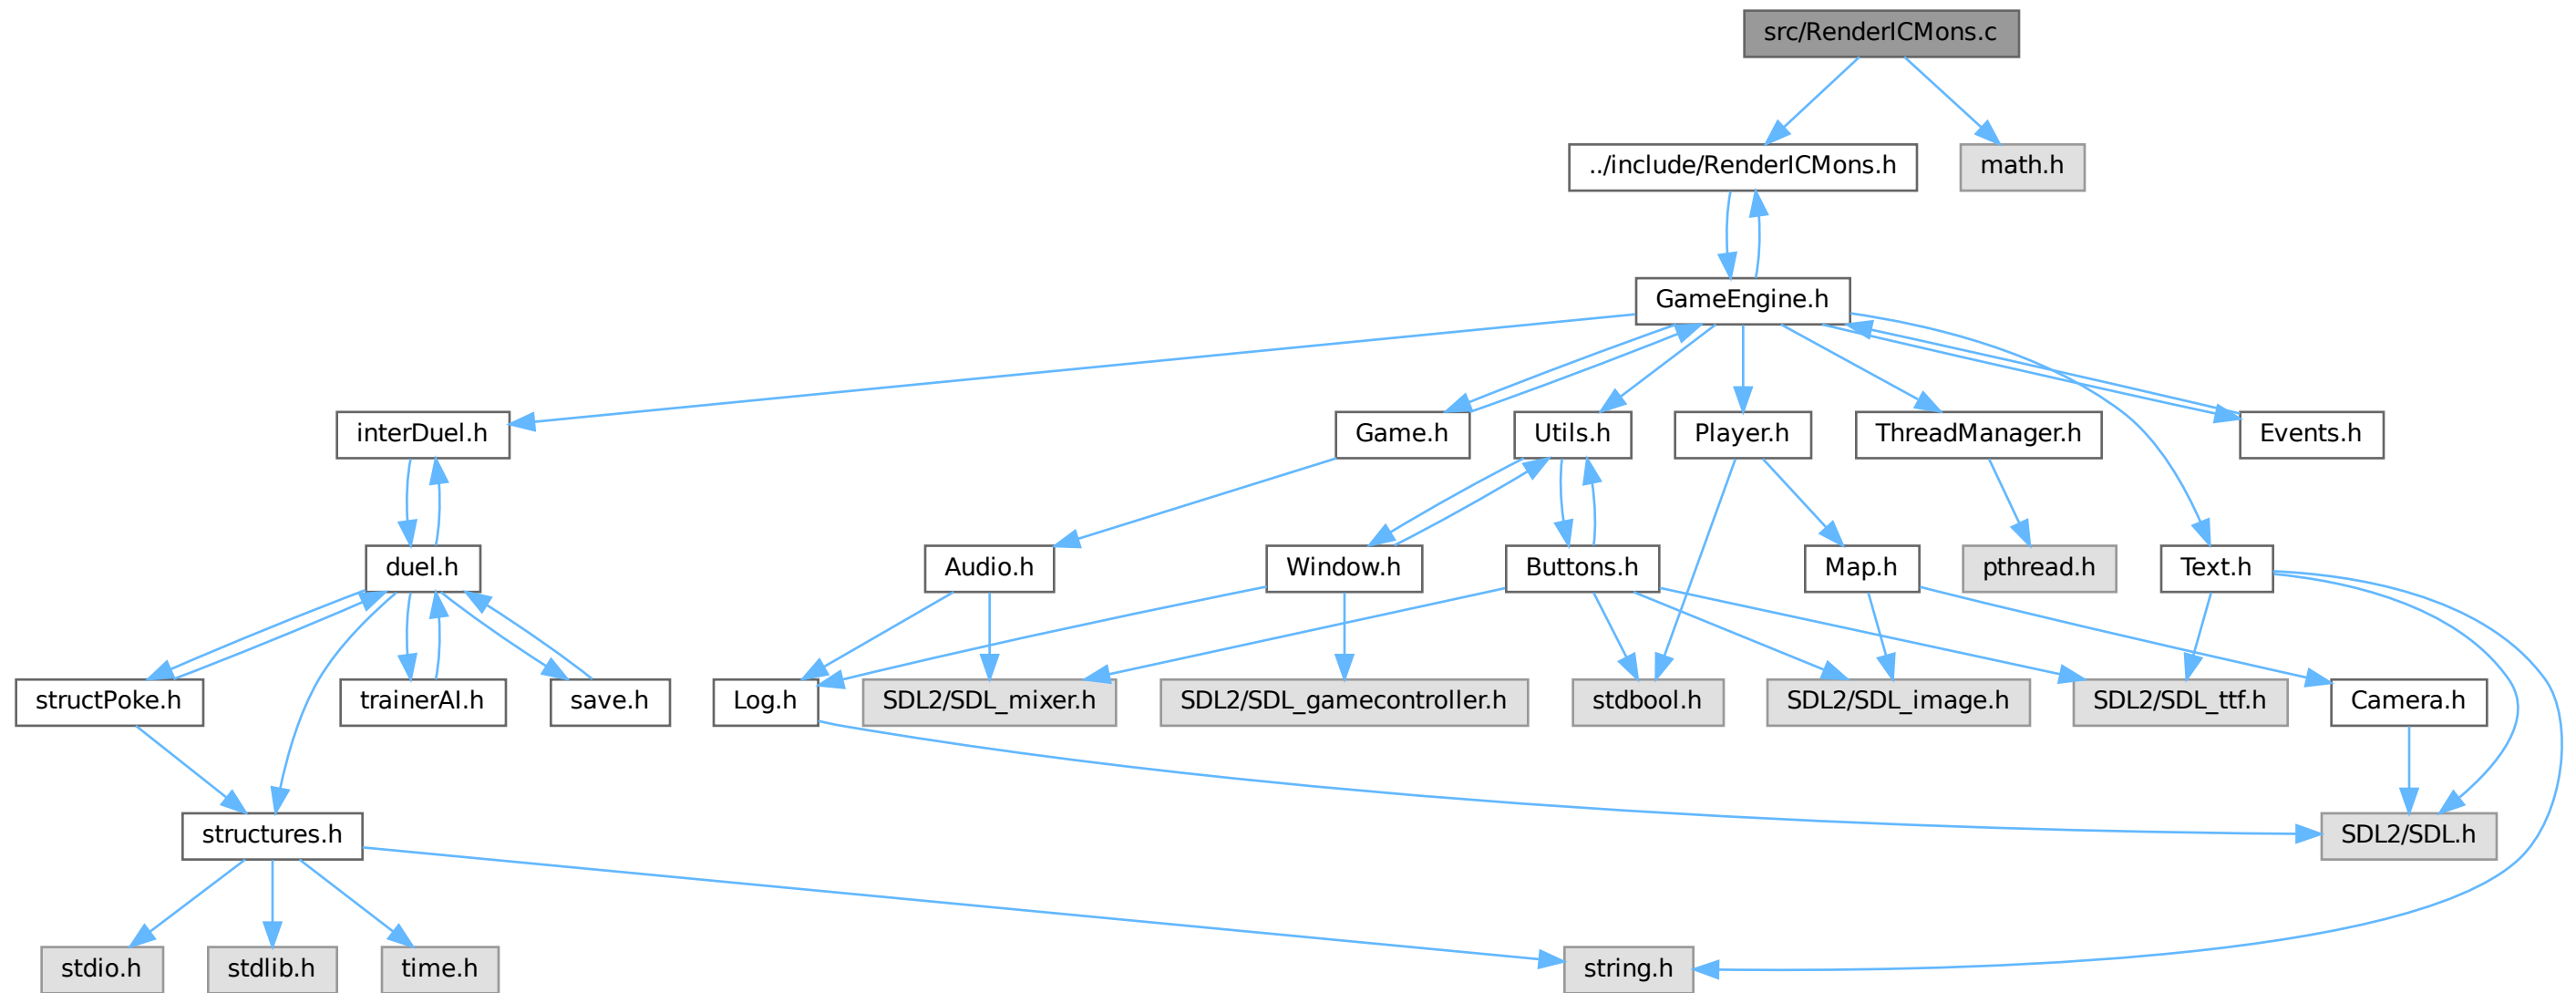 src/RenderICMons.c
../include/RenderICMons.h
math.h
GameEngine.h
interDuel.h
Game.h
Utils.h
Player.h
ThreadManager.h
Events.h
duel.h
Audio.h
Window.h
Buttons.h
Map.h
pthread.h
Text.h
structPoke.h
trainerAI.h
save.h
Log.h
SDL2/SDL_mixer.h
SDL2/SDL_gamecontroller.h
stdbool.h
SDL2/SDL_image.h
SDL2/SDL_ttf.h
Camera.h
structures.h
SDL2/SDL.h
stdio.h
stdlib.h
time.h
string.h